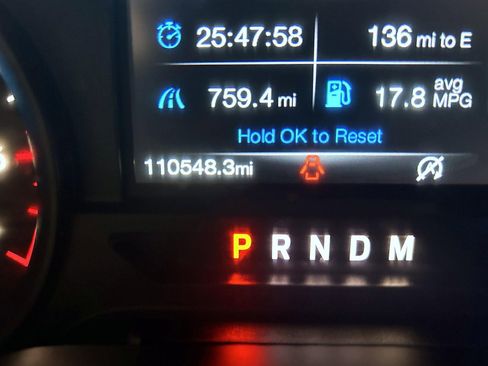 25:47:58 136 mi to E
759.4 mi 17.8 avg MPG
Hold OK to Reset
110548.3mi
P R N D M